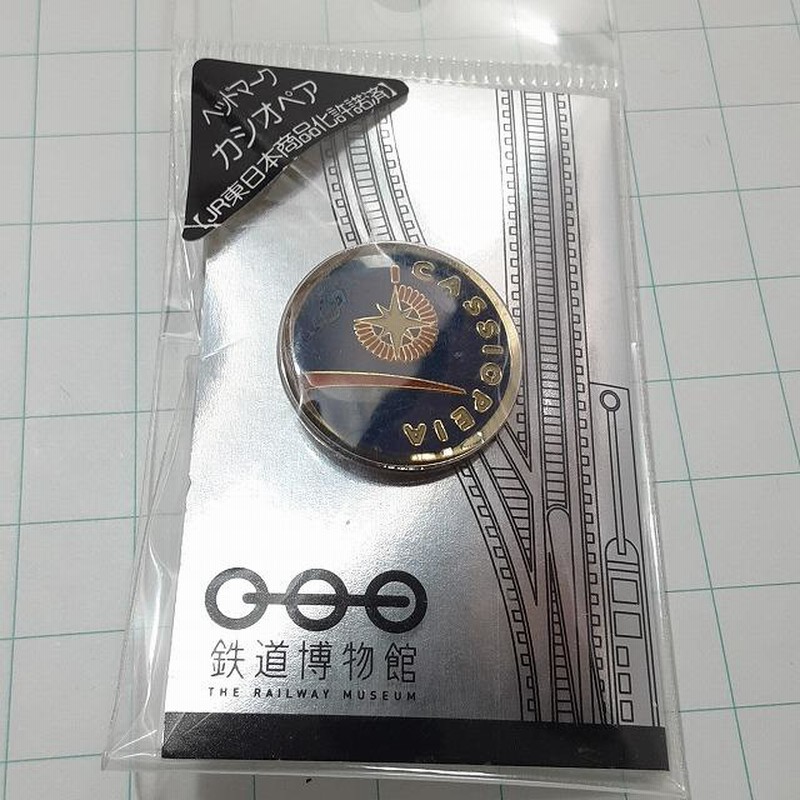 ヘッドマーク
カシオペア
【JR東日本商品化許諾済】
CASSIOPEIA
鉄道博物館
THE RAILWAY MUSEUM